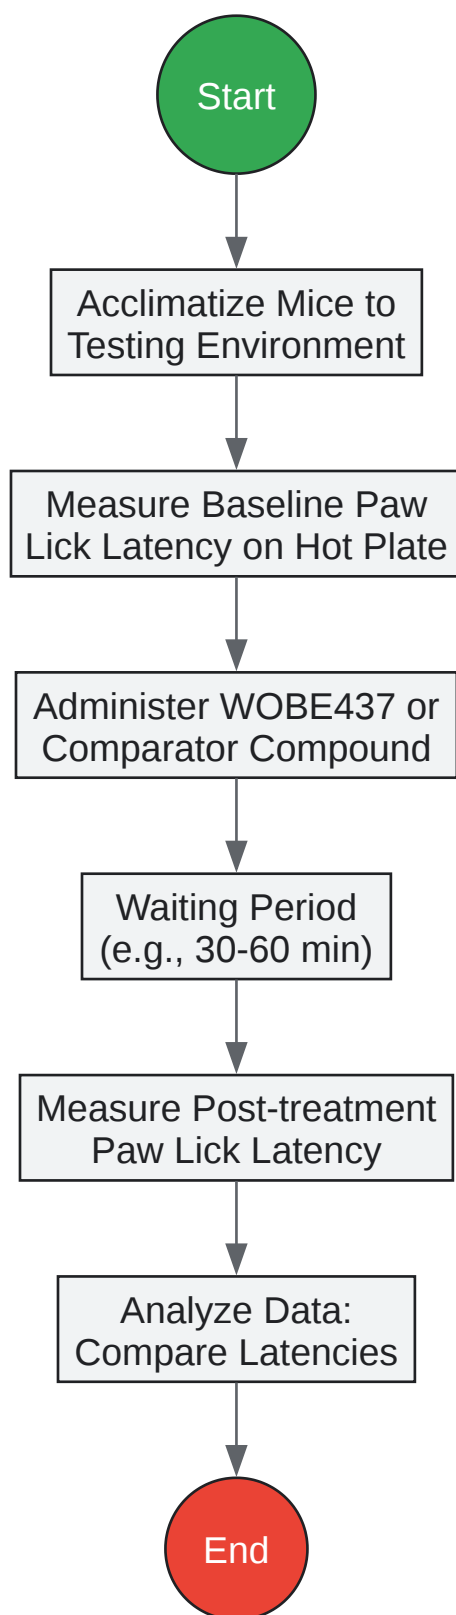 Start
Acclimatize Mice to
Testing Environment
Measure Baseline Paw
Lick Latency on Hot Plate
Administer WOBE437 or
Comparator Compound
Waiting Period
(e.g., 30-60 min)
Measure Post-treatment
Paw Lick Latency
Analyze Data:
Compare Latencies
End